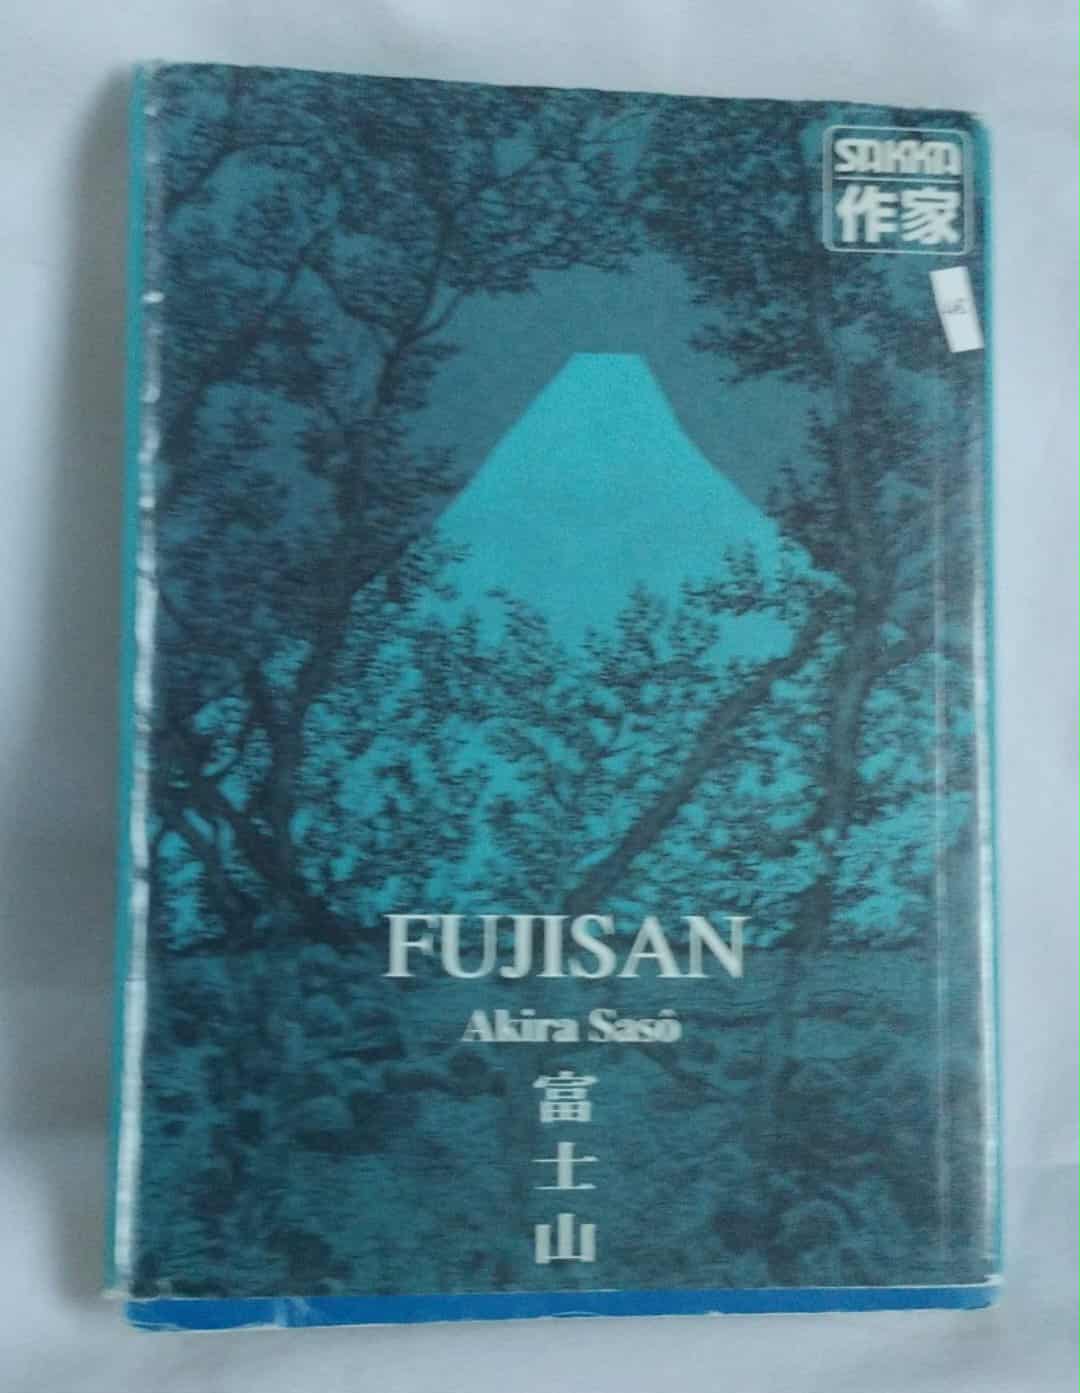 SAKKA
作家
FUJISAN
Akira Sasô
富
士
山